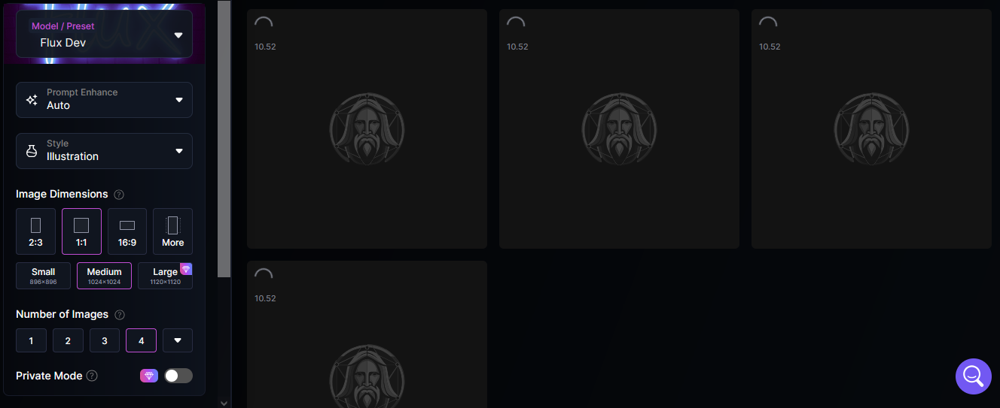 Model / Preset
Flux Dev
Prompt Enhance
Auto
Style
Illustration
Image Dimensions ?
2:3
1:1
16:9
More
Small
896×896
Medium
1024×1024
Large
1120×1120
Number of Images ?
1
2
3
4
Private Mode ?
10.52
10.52
10.52
10.52